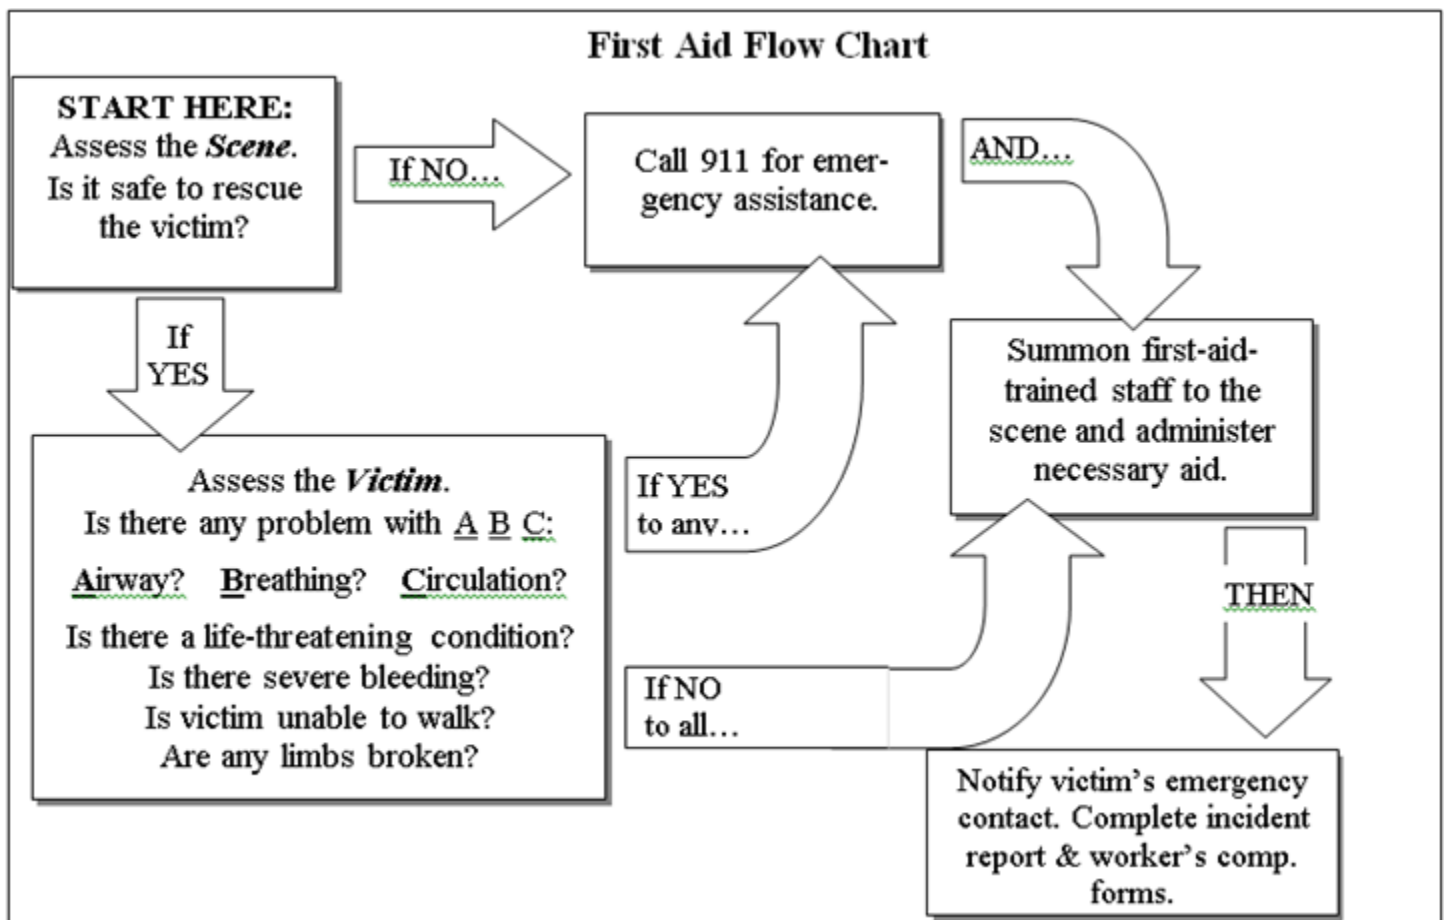 First Aid Flow Chart
START HERE:
Assess the Scene.
Is it safe to rescue
the victim?
If NO…
Call 911 for emer-
gency assistance.
AND…
If
YES
Summon first-aid-
trained staff to the
scene and administer
necessary aid.
Assess the Victim.
Is there any problem with A B C:
Airway? Breathing? Circulation?
Is there a life-threatening condition?
Is there severe bleeding?
Is victim unable to walk?
Are any limbs broken?
If YES
to any…
If NO
to all…
THEN
Notify victim’s emergency
contact. Complete incident
report & worker’s comp.
forms.